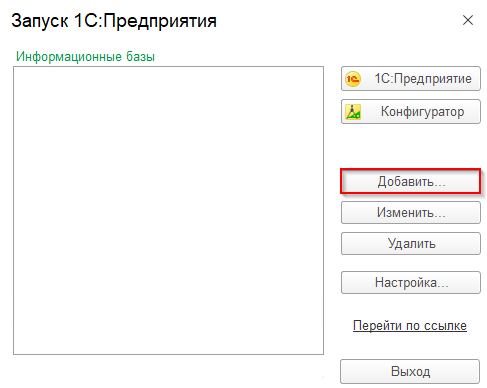 Запуск 1С:Предприятия
Информационные базы
1С:Предприятие
Конфигуратор
Добавить...
Изменить...
Удалить
Настройка...
Перейти по ссылке
Выход